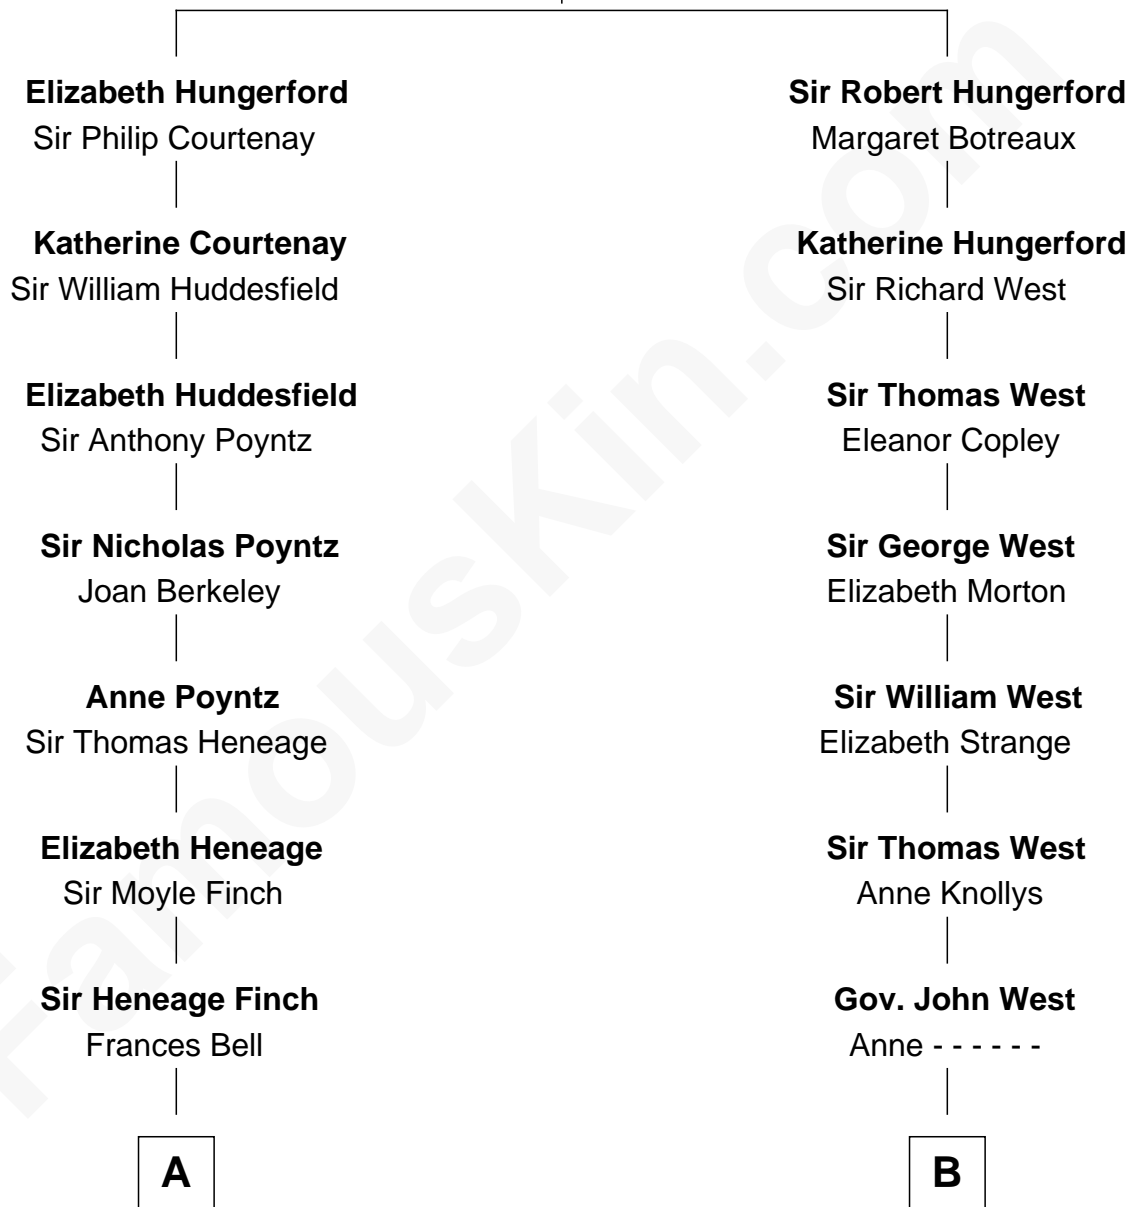 Elizabeth Hungerford
Sir Philip Courtenay
Katherine Courtenay
Sir William Huddesfield
Elizabeth Huddesfield
Sir Anthony Poyntz
Sir Nicholas Poyntz
Joan Berkeley
Anne Poyntz
Sir Thomas Heneage
Elizabeth Heneage
Sir Moyle Finch
Sir Heneage Finch
Frances Bell
A
Sir Robert Hungerford
Margaret Botreaux
Katherine Hungerford
Sir Richard West
Sir Thomas West
Eleanor Copley
Sir George West
Elizabeth Morton
Sir William West
Elizabeth Strange
Sir Thomas West
Anne Knollys
Gov. John West
Anne - - - - - -
B
FamousKin.com